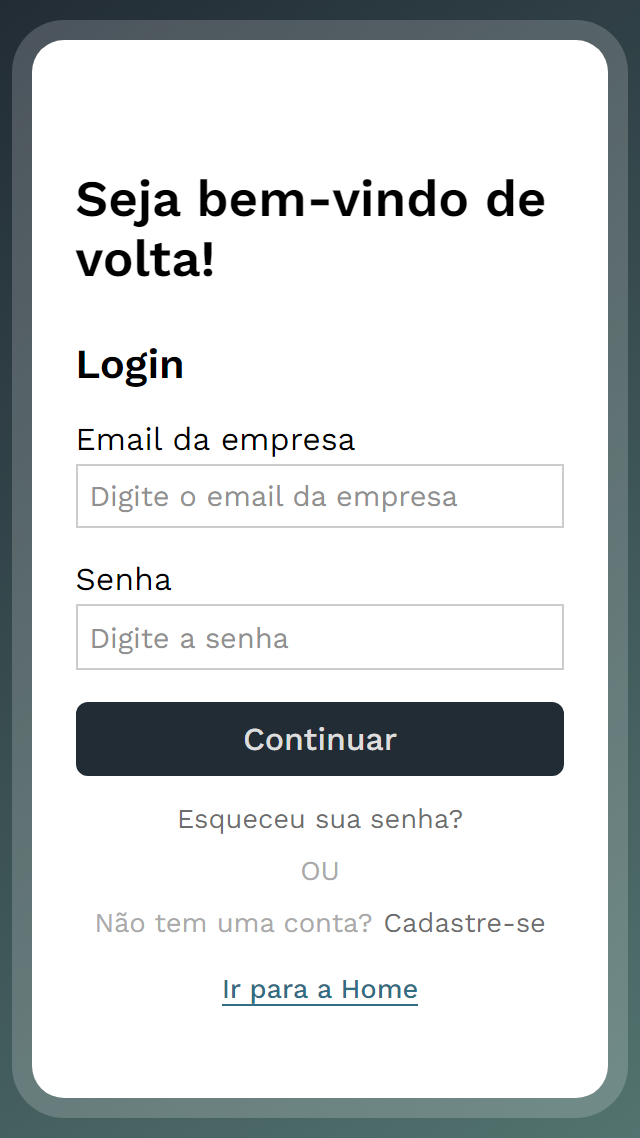 Seja bem-vindo de
volta!
Login
Email da empresa
Digite o email da empresa
Senha
Digite a senha
Continuar
Esqueceu sua senha?
OU
Não tem uma conta? Cadastre-se
Ir para a Home